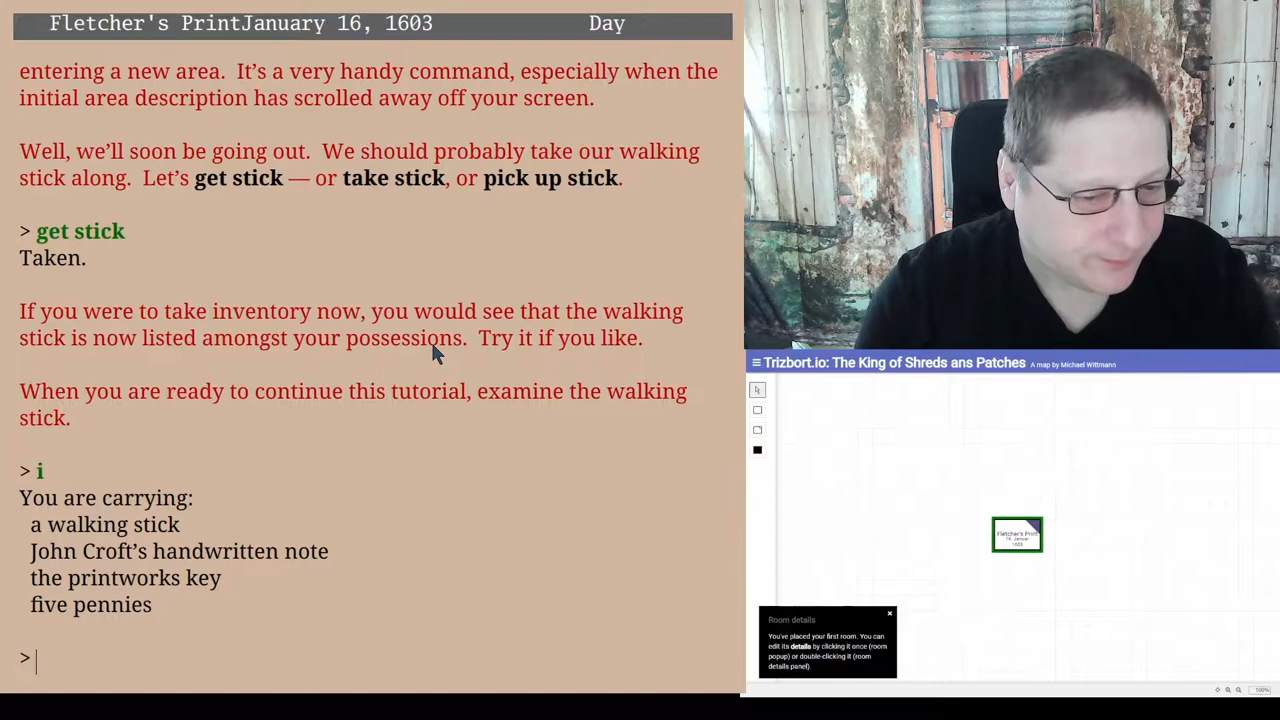 Fletcher's PrintJanuary 16, 1603 Day
entering a new area. It's a very handy command, especially when the
initial area description has scrolled away off your screen.
Well, we'll soon be going out. We should probably take our walking
stick along. Let's get stick — or take stick, or pick up stick.
> get stick
Taken.
If you were to take inventory now, you would see that the walking
stick is now listed amongst your possessions. Try it if you like.
When you are ready to continue this tutorial, examine the walking
stick.
> i
You are carrying:
a walking stick
John Croft's handwritten note
the printworks key
five pennies
>
Trizbort.io: The King of Shreds ans Patches A map by Michael Wittmann
Fletcher's Print
16. Januar
1603
Room details
You've placed your first room. You can
edit its details by clicking it once (room
popup) or double-clicking it (room
details panel).
100%